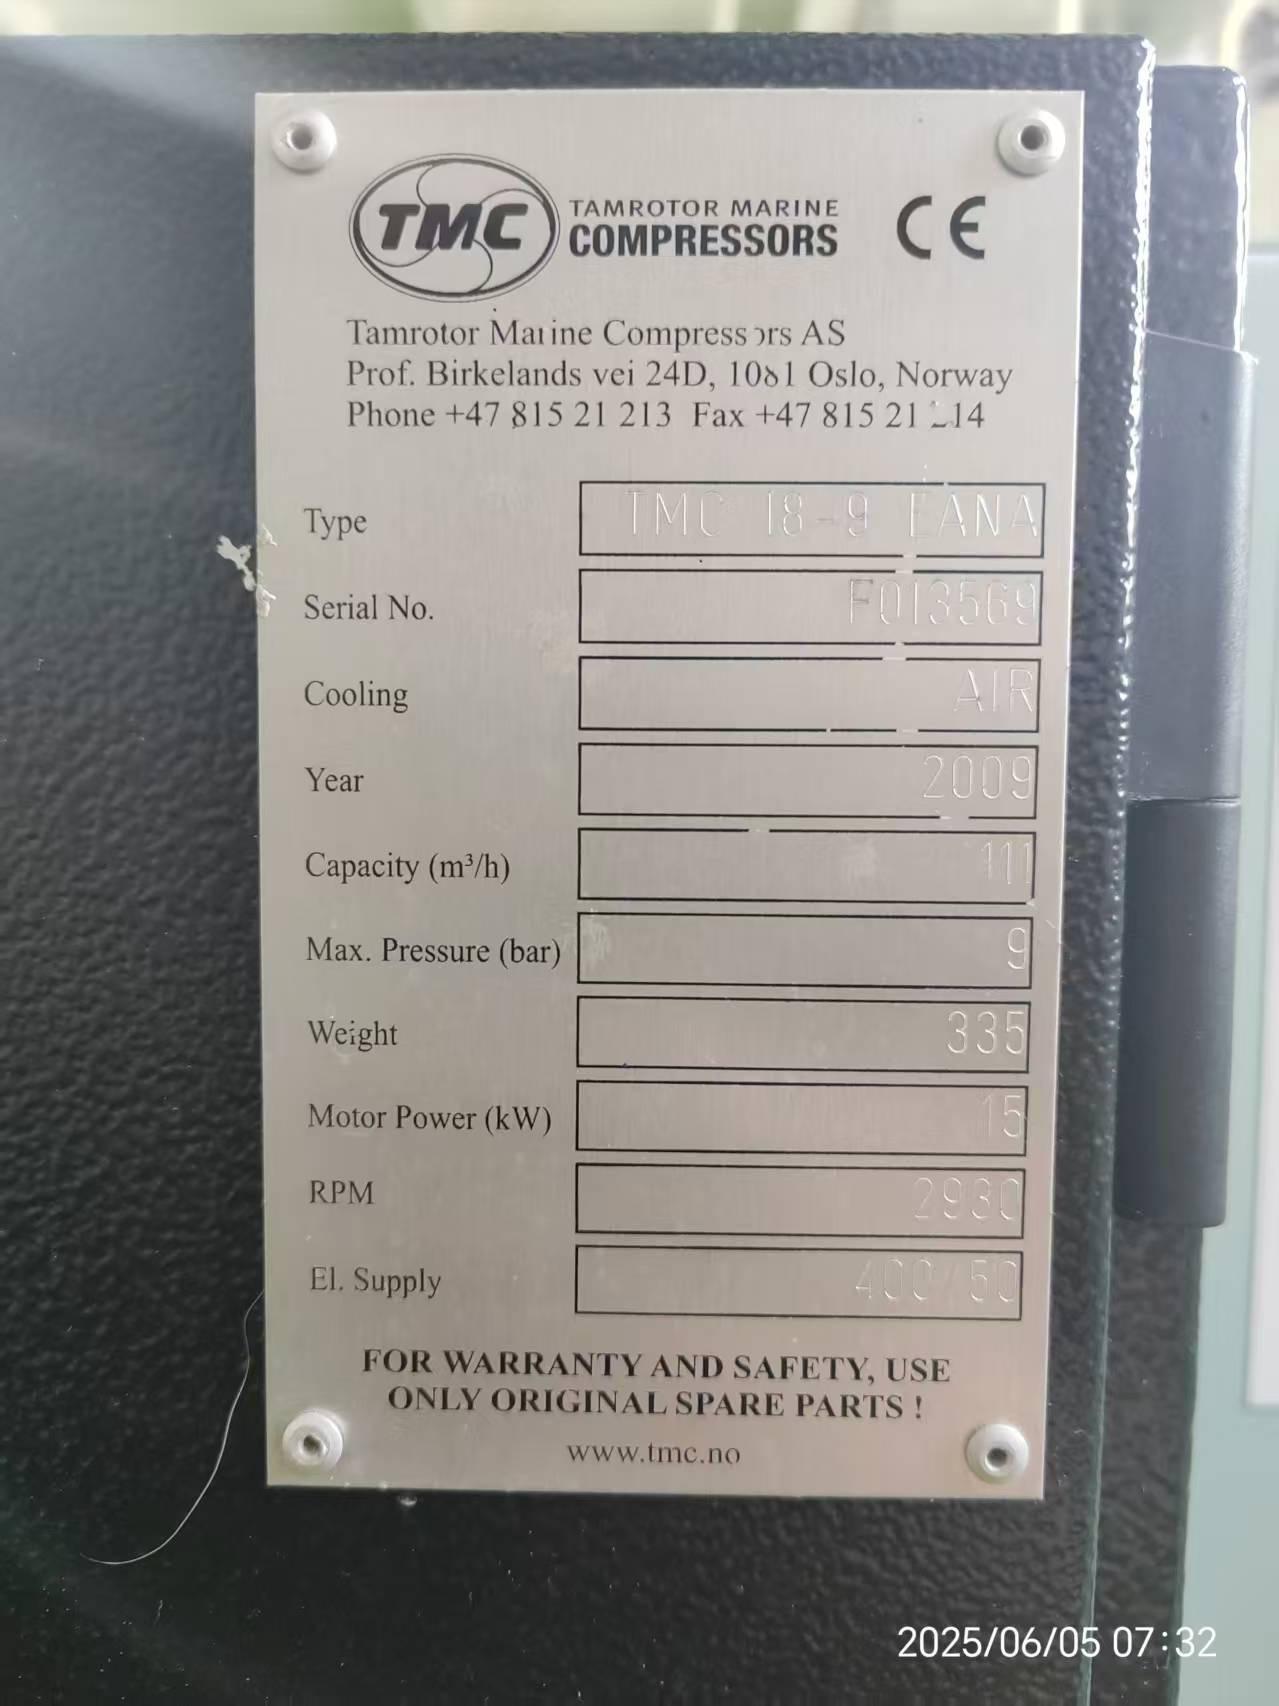 TMC TAMROTOR MARINE
COMPRESSORS CE
Tamrotor Marine Compressors AS
Prof. Birkelands vei 24D, 1081 Oslo, Norway
Phone +47 815 21 213 Fax +47 815 21 214
Type TMC 18-9 EANA
Serial No. F013569
Cooling AIR
Year 2009
Capacity (m³/h) 111
Max. Pressure (bar) 9
Weight 335
Motor Power (kW) 15
RPM 2930
El. Supply 400/50
FOR WARRANTY AND SAFETY, USE
ONLY ORIGINAL SPARE PARTS !
www.tmc.no
2025/06/05 07:32